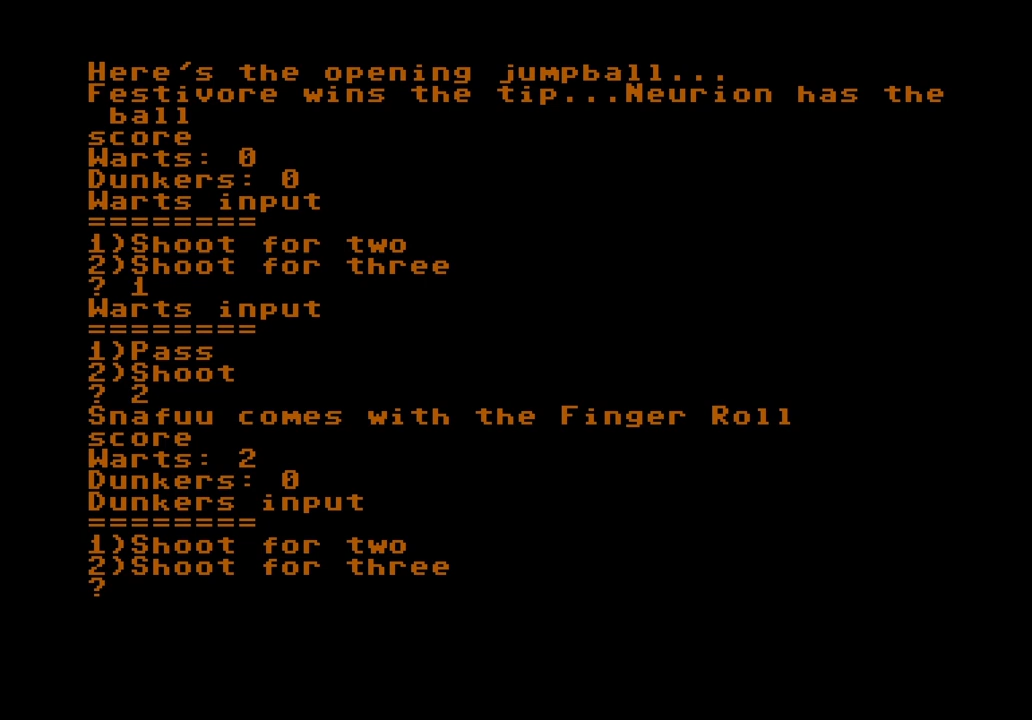 Here's the opening jumpball...
Festivore wins the tip...Neurion has the
ball
score
Warts: 0
Dunkers: 0
Warts input
========
1)Shoot for two
2)Shoot for three
? 1
Warts input
========
1)Pass
2)Shoot
? 2
Snafuu comes with the Finger Roll
score
Warts: 2
Dunkers: 0
Dunkers input
========
1)Shoot for two
2)Shoot for three
?